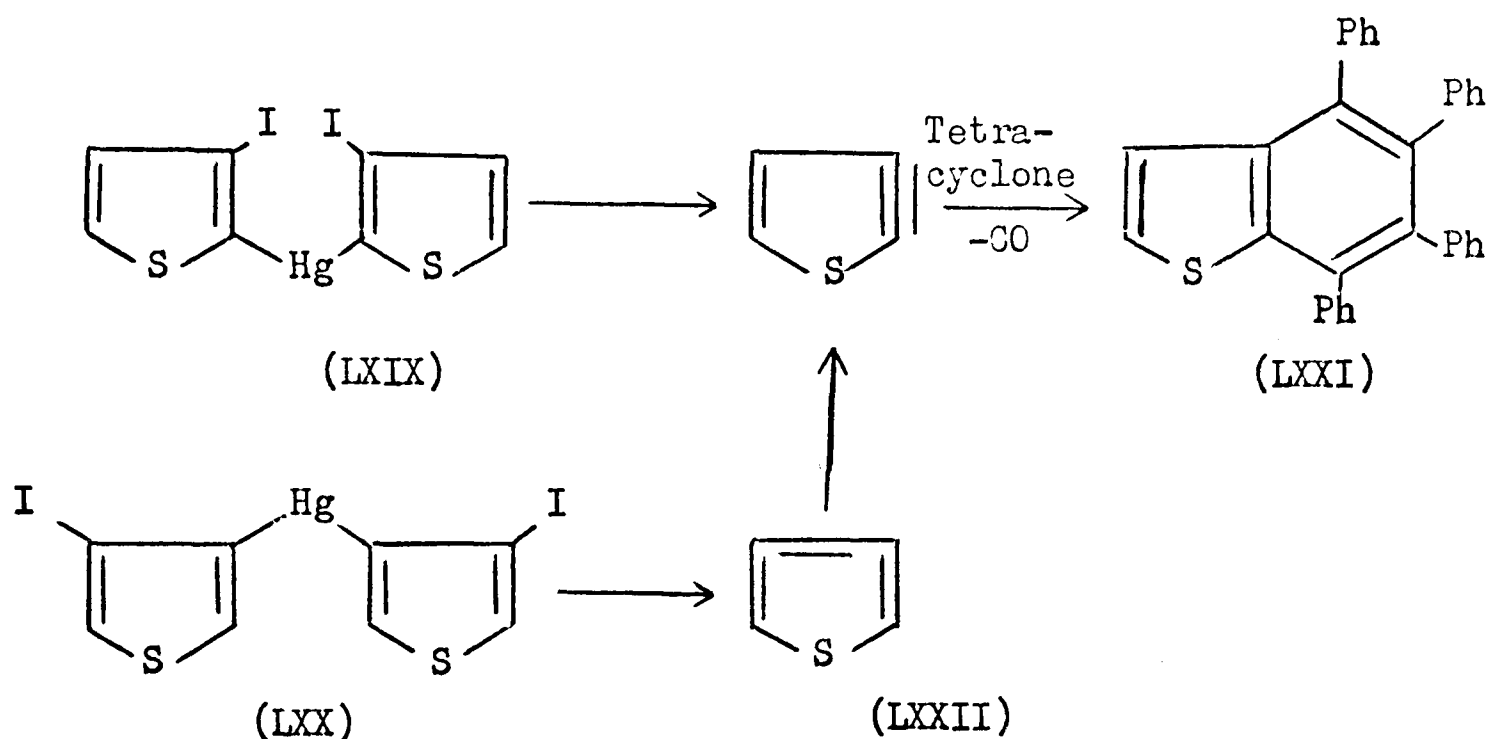 Ph
I I
Ph
Tetra-
cyclone
-CO
S Hg S
S
S
Ph
Ph
(LXIX)
(LXXI)
I Hg I
S S
S
(LXX)
(LXXII)